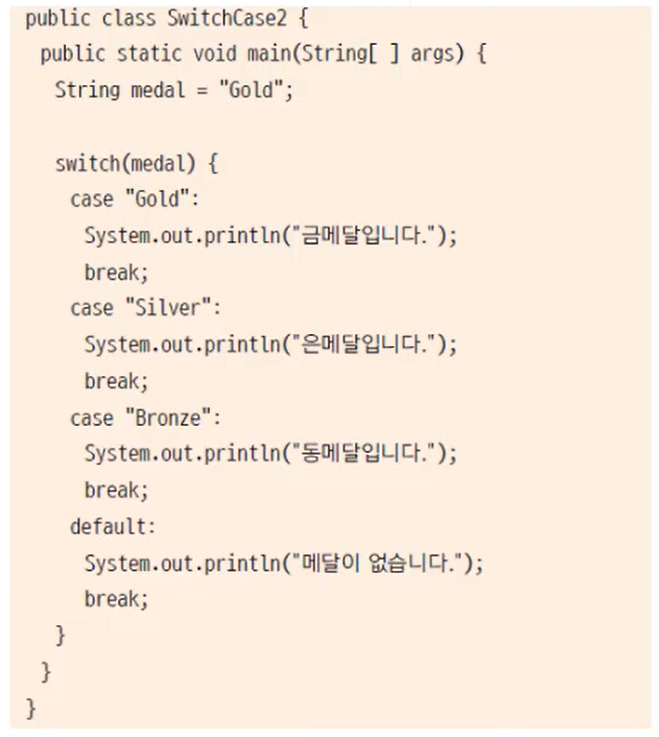 public class SwitchCase2 {
public static void main(String[ ] args) {
String medal = "Gold";
switch(medal) {
case "Gold":
System.out.println("금메달입니다.");
break;
case "Silver":
System.out.println("은메달입니다.");
break;
case "Bronze":
System.out.println("동메달입니다.");
break;
default:
System.out.println("메달이 없습니다.");
break;
}
}
}